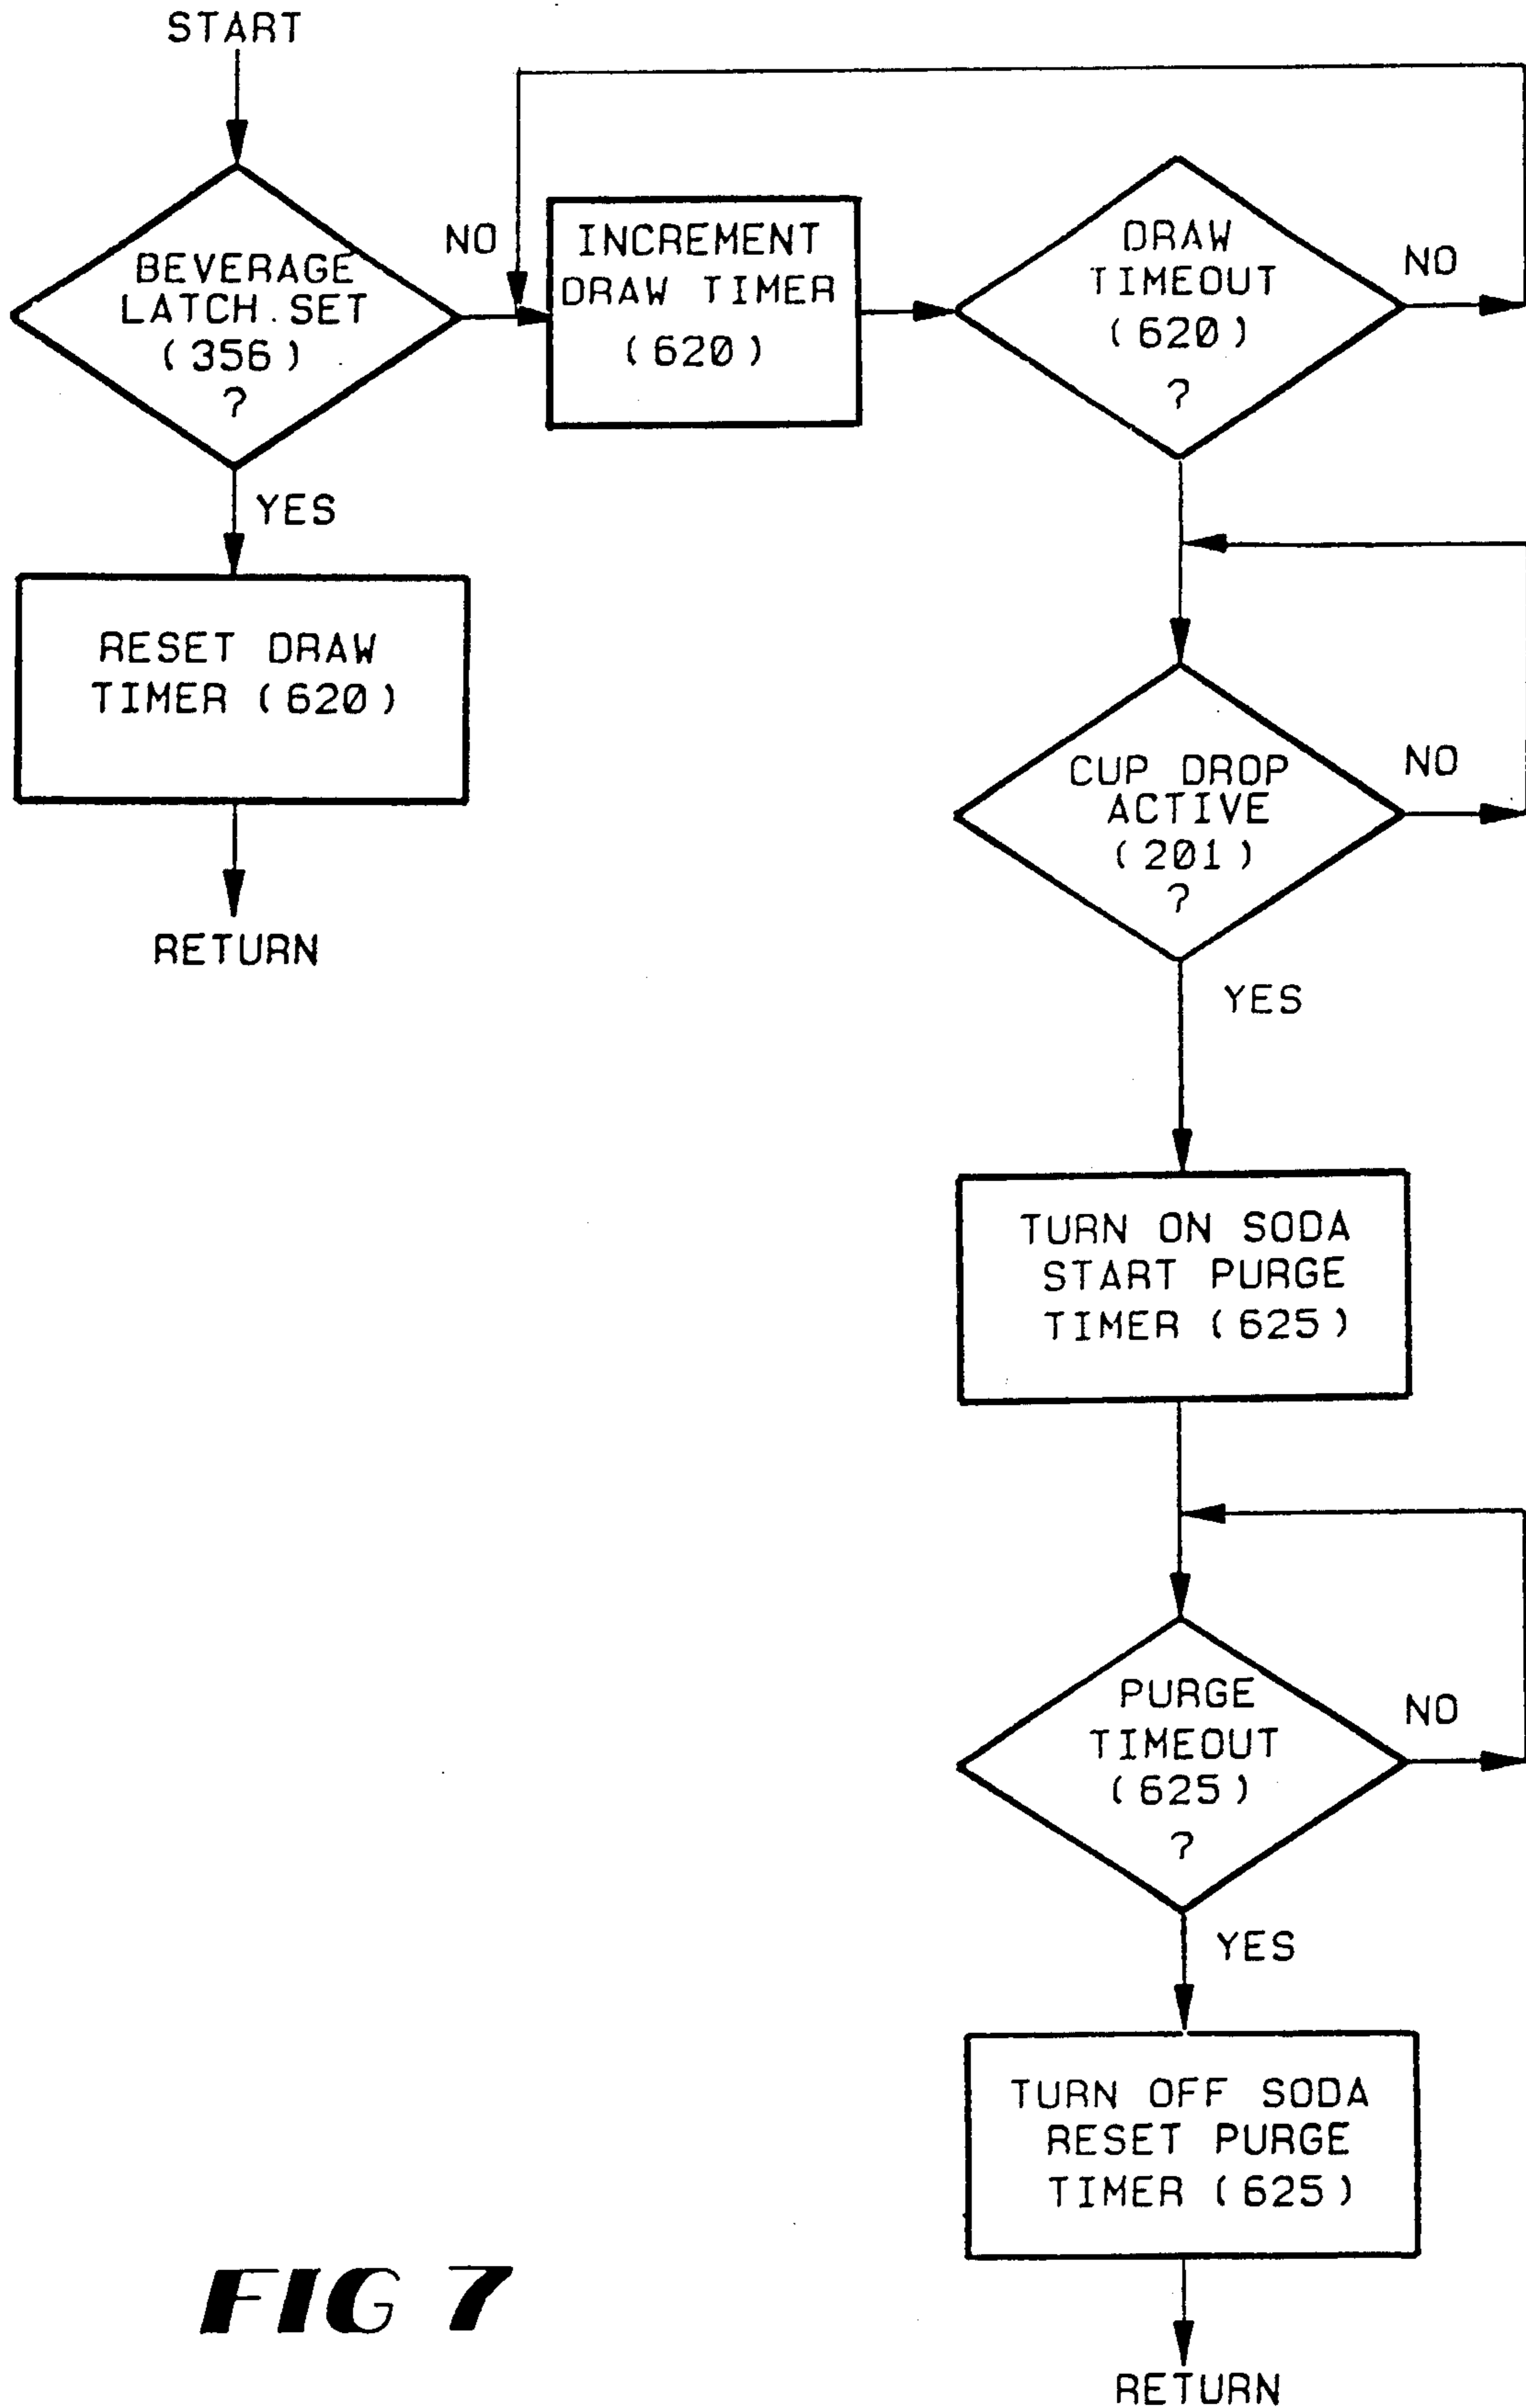 START
BEVERAGE
LATCH.SET
(356)
?
NO
INCREMENT
DRAW TIMER
(620)
DRAW
TIMEOUT
(620)
?
NO
YES
RESET DRAW
TIMER (620)
RETURN
CUP DROP
ACTIVE
(201)
?
NO
YES
TURN ON SODA
START PURGE
TIMER (625)
PURGE
TIMEOUT
(625)
?
NO
YES
TURN OFF SODA
RESET PURGE
TIMER (625)
RETURN
FIG 7